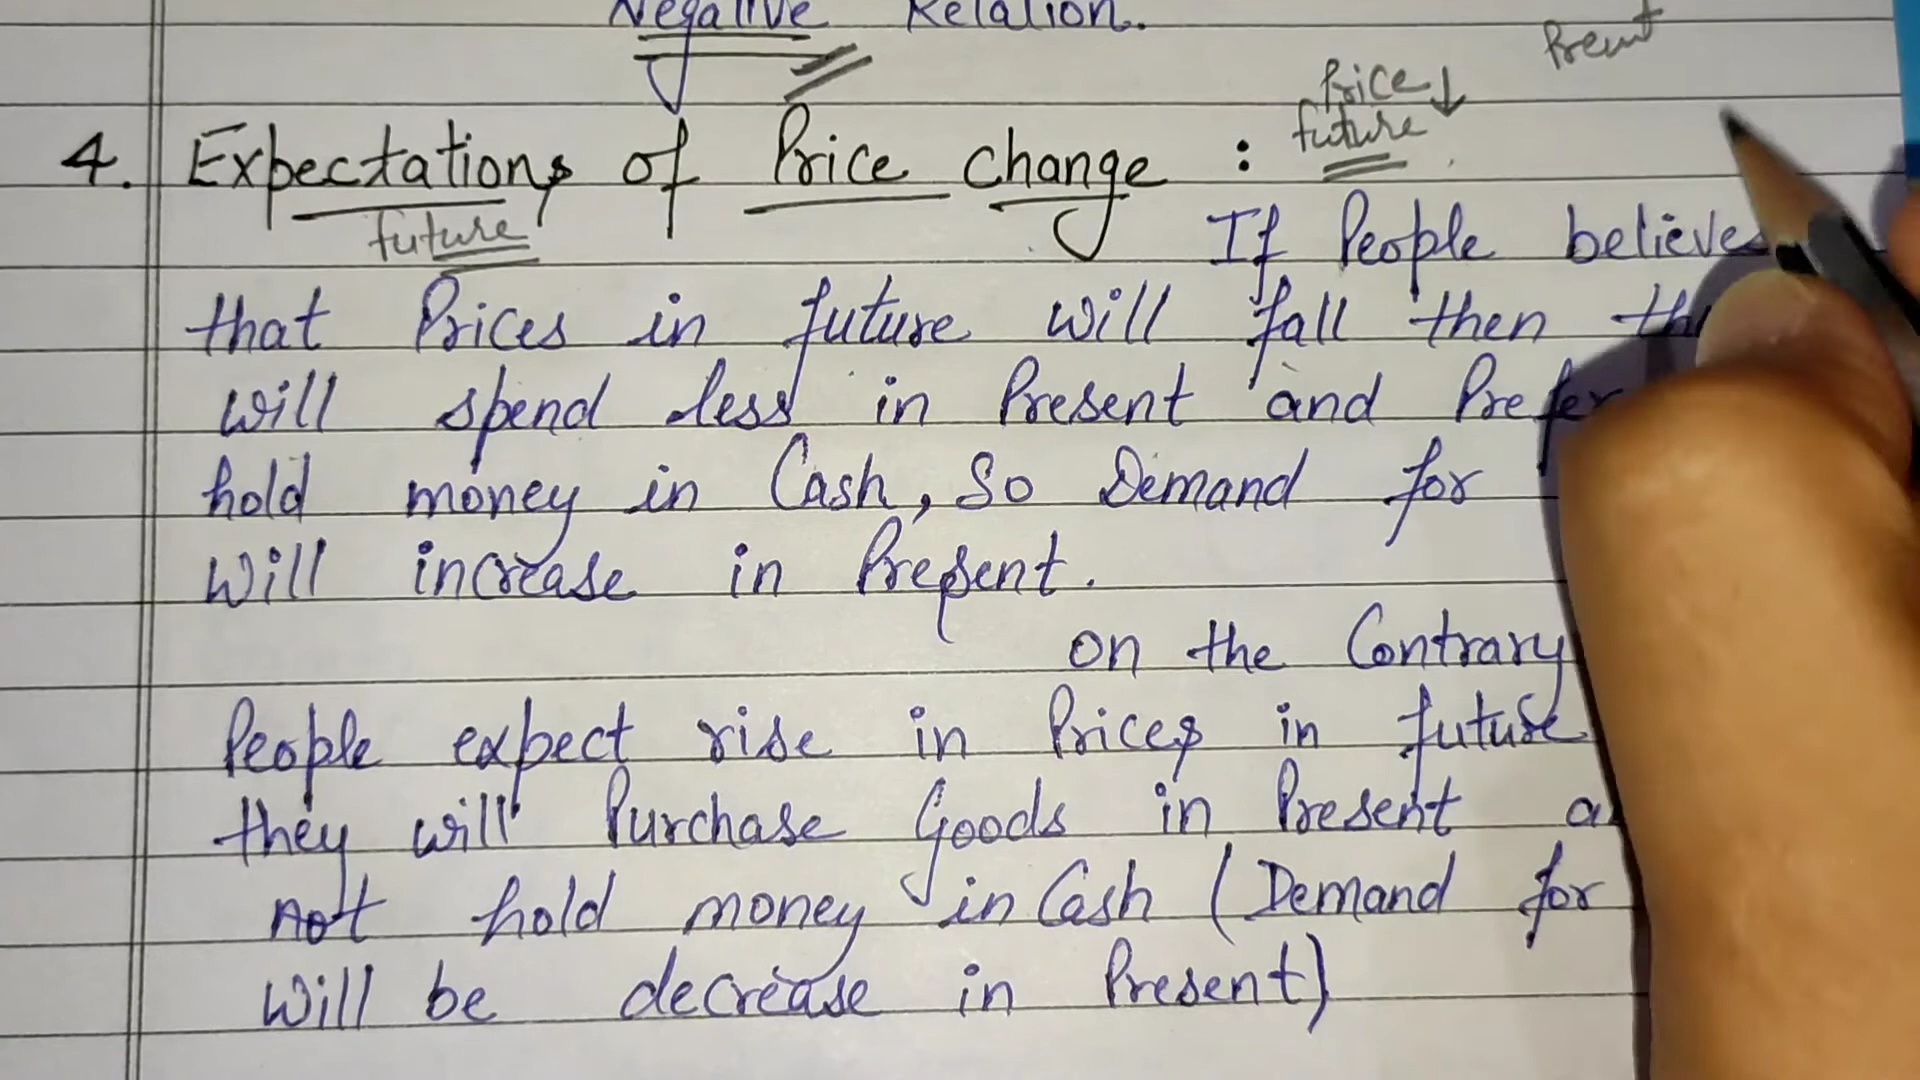 Negative Relation.
Present
Price ↓
future
4. Expectations of Price change :
future
If People believes
that Prices in future will fall then
will spend less in Present and Prefer
hold money in Cash, So Demand for
will increase in Present.
on the Contrary
People expect rise in Prices in future
they will Purchase Goods in Present
not hold money in Cash (Demand for
will be decrease in Present)